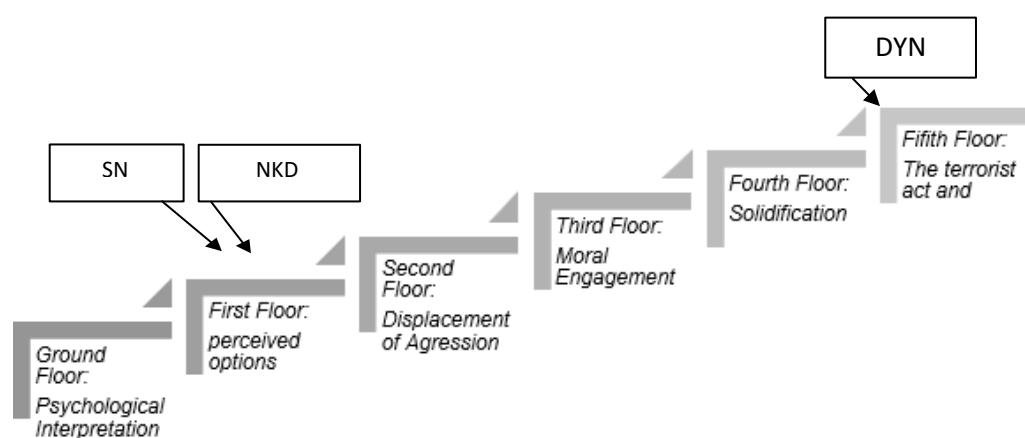 DYN
SN
NKD
Fifith Floor:
The terrorist
act and
Fourth Floor:
Solidification
Third Floor:
Moral
Engagement
Second
Floor:
Displacement
of Agression
First Floor:
perceived
options
Ground
Floor:
Psychological
Interpretation